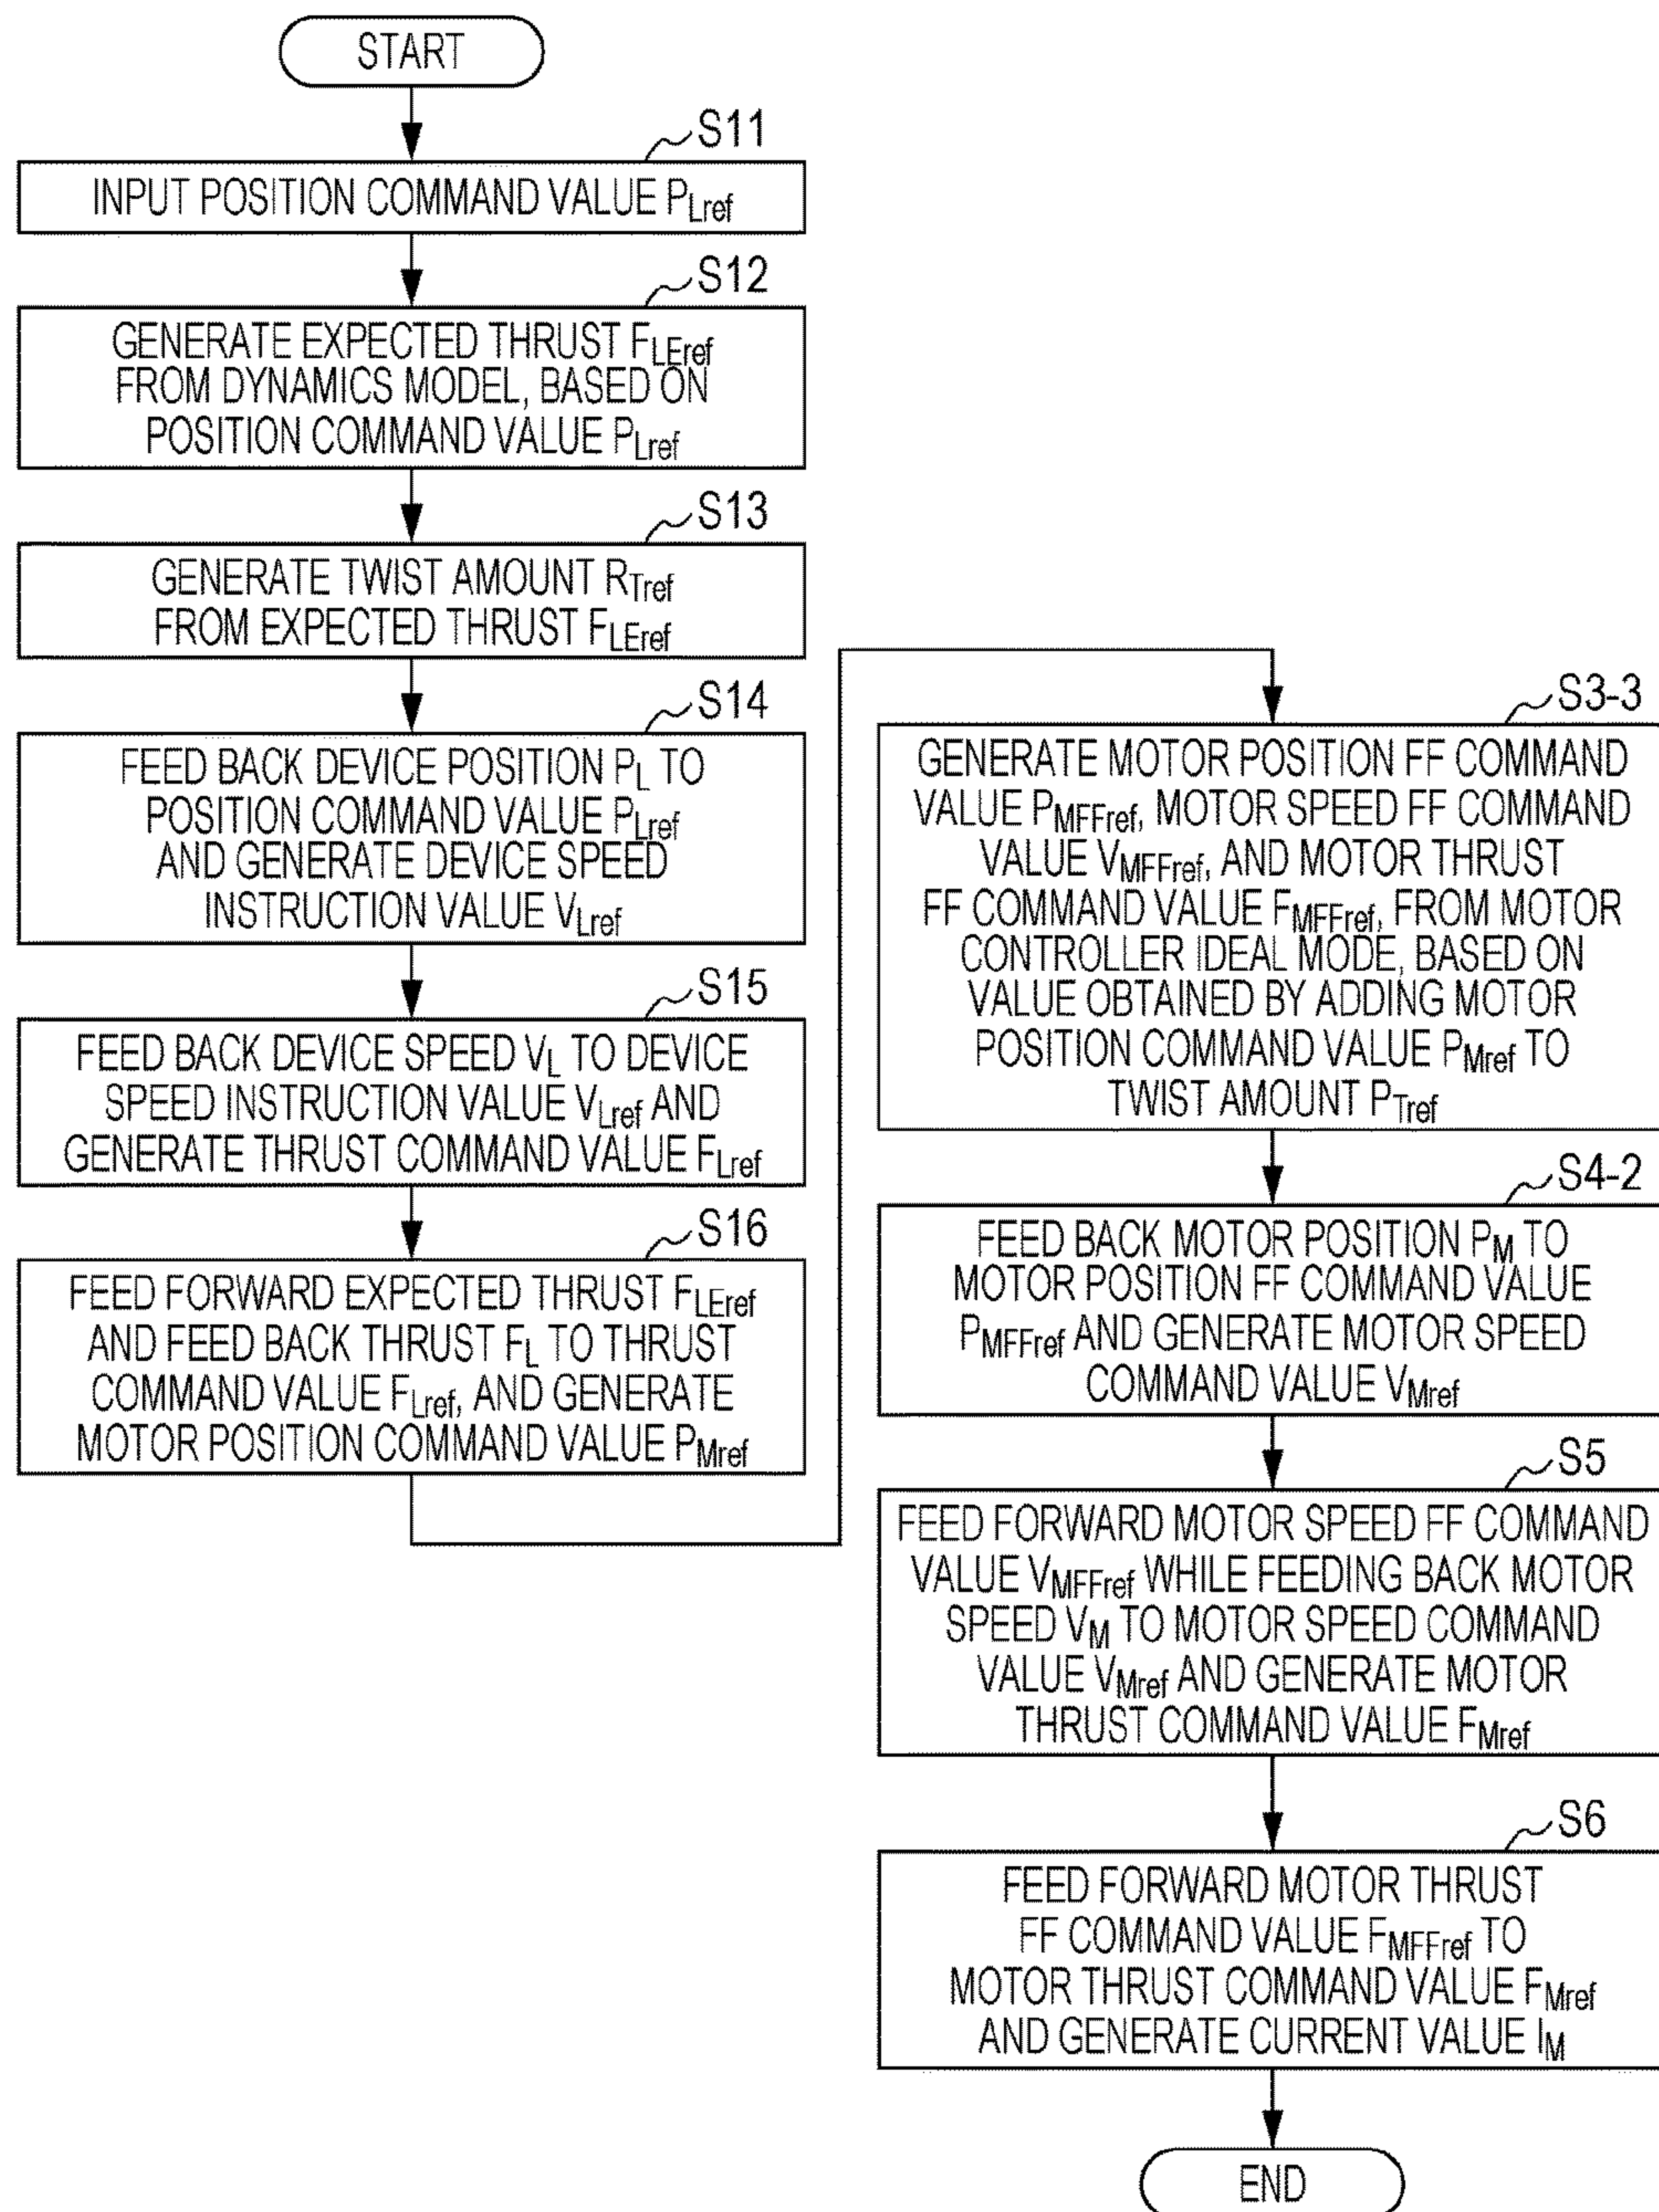 START
S11
INPUT POSITION COMMAND VALUE PLref
S12
GENERATE EXPECTED THRUST FLEref
FROM DYNAMICS MODEL, BASED ON
POSITION COMMAND VALUE PLref
S13
GENERATE TWIST AMOUNT RTref
FROM EXPECTED THRUST FLEref
S14
FEED BACK DEVICE POSITION PL TO
POSITION COMMAND VALUE PLref
AND GENERATE DEVICE SPEED
INSTRUCTION VALUE VLref
S15
FEED BACK DEVICE SPEED VL TO DEVICE
SPEED INSTRUCTION VALUE VLref AND
GENERATE THRUST COMMAND VALUE FLref
S16
FEED FORWARD EXPECTED THRUST FLEref
AND FEED BACK THRUST FL TO THRUST
COMMAND VALUE FLref, AND GENERATE
MOTOR POSITION COMMAND VALUE PMref
S3-3
GENERATE MOTOR POSITION FF COMMAND
VALUE PMFFref, MOTOR SPEED FF COMMAND
VALUE VMFFref, AND MOTOR THRUST
FF COMMAND VALUE FMFFref, FROM MOTOR
CONTROLLER IDEAL MODE, BASED ON
VALUE OBTAINED BY ADDING MOTOR
POSITION COMMAND VALUE PMref TO
TWIST AMOUNT PTref
S4-2
FEED BACK MOTOR POSITION PM TO
MOTOR POSITION FF COMMAND VALUE
PMFFref AND GENERATE MOTOR SPEED
COMMAND VALUE VMref
S5
FEED FORWARD MOTOR SPEED FF COMMAND
VALUE VMFFref WHILE FEEDING BACK MOTOR
SPEED VM TO MOTOR SPEED COMMAND
VALUE VMref AND GENERATE MOTOR
THRUST COMMAND VALUE FMref
S6
FEED FORWARD MOTOR THRUST
FF COMMAND VALUE FMFFref TO
MOTOR THRUST COMMAND VALUE FMref
AND GENERATE CURRENT VALUE IM
END